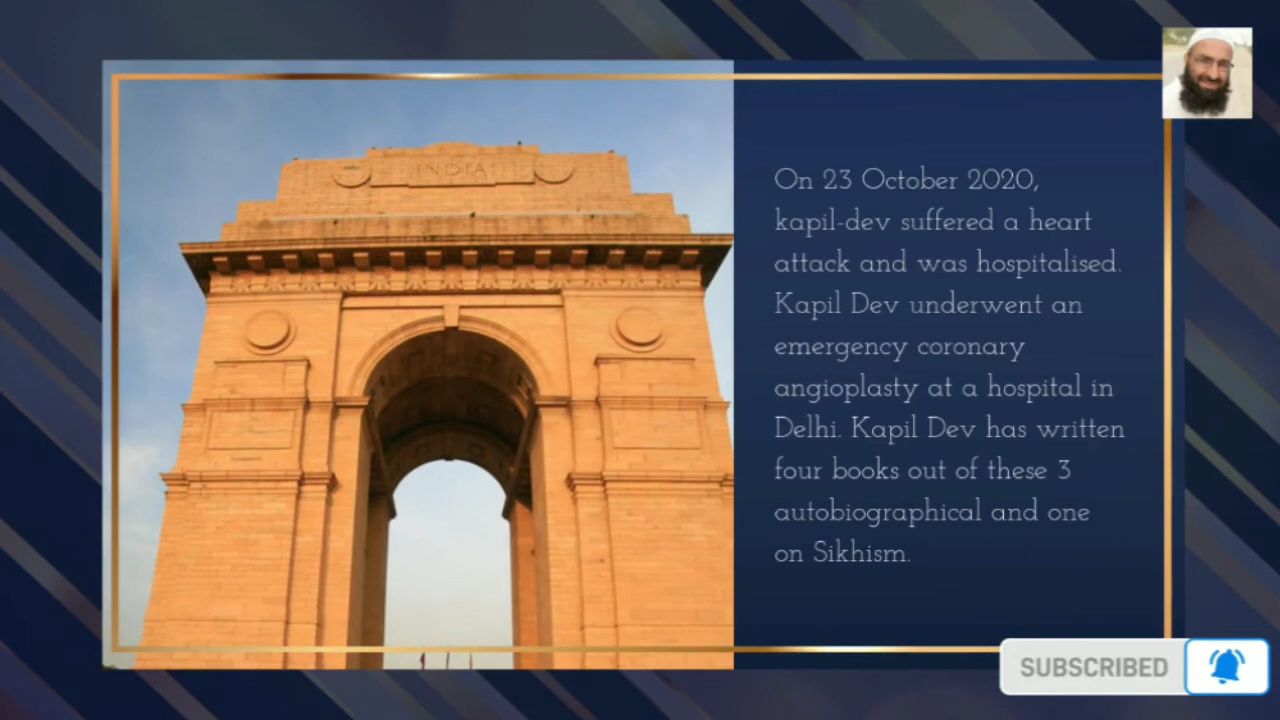 INDIA
On 23 October 2020,
kapil-dev suffered a heart
attack and was hospitalised.
Kapil Dev underwent an
emergency coronary
angioplasty at a hospital in
Delhi. Kapil Dev has written
four books out of these 3
autobiographical and one
on Sikhism.
SUBSCRIBED